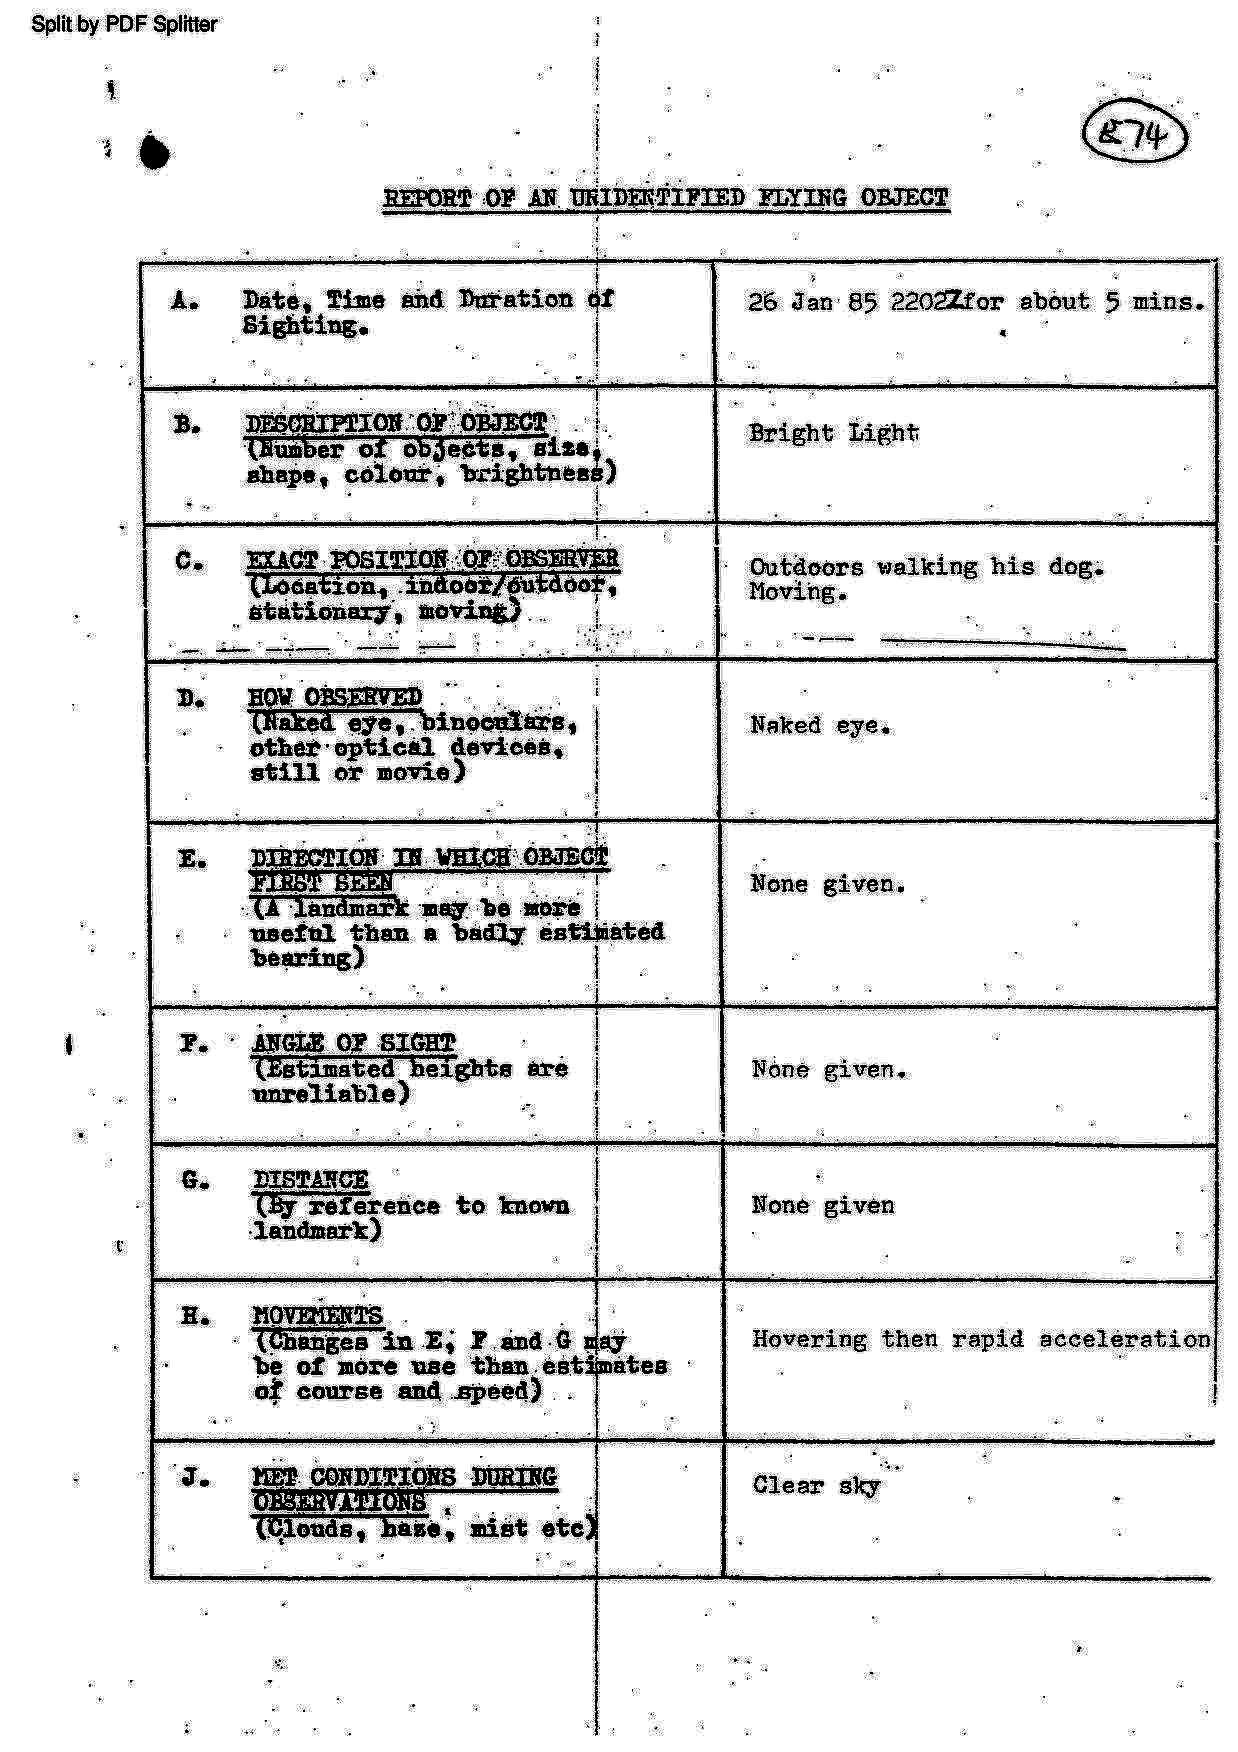 Split by PDF Splitter
E74
REPORT OF AN UNIDENTIFIED FLYING OBJECT
A. Date, Time and Duration of Sighting.
26 Jan 85 2202Z for about 5 mins.
B. DESCRIPTION OF OBJECT
(Number of objects, size,
shape, colour, brightness)
Bright Light
C. EXACT POSITION OF OBSERVER
(Location, indoor/outdoor,
stationary, moving)
Outdoors walking his dog.
Moving.
D. HOW OBSERVED
(Naked eye, binoculars,
other optical devices,
still or movie)
Naked eye.
E. DIRECTION IN WHICH OBJECT
FIRST SEEN
(A landmark may be more
useful than a badly estimated
bearing)
None given.
F. ANGLE OF SIGHT
(Estimated heights are
unreliable)
None given.
G. DISTANCE
(By reference to known
landmark)
None given
H. MOVEMENTS
(Changes in E, F and G may
be of more use than estimates
of course and speed)
Hovering then rapid acceleration
J. MET CONDITIONS DURING
OBSERVATIONS
(Clouds, haze, mist etc)
Clear sky